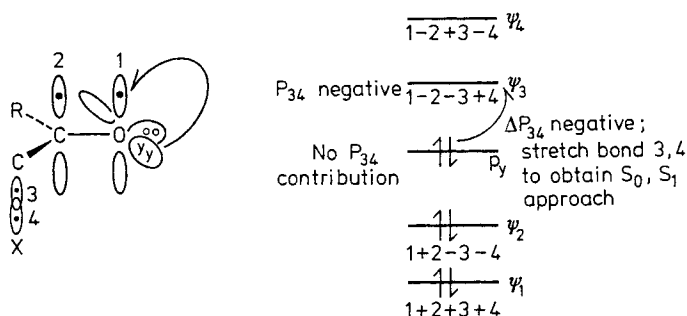 2 1
R
C O
y y
C
3
4
X
1-2+3-4 ψ4
P34 negative
1-2-3+4 ψ3
No P34
contribution
Py
ΔP34 negative;
stretch bond 3,4
to obtain S0, S1
approach
1+2-3-4 ψ2
1+2+3+4 ψ1